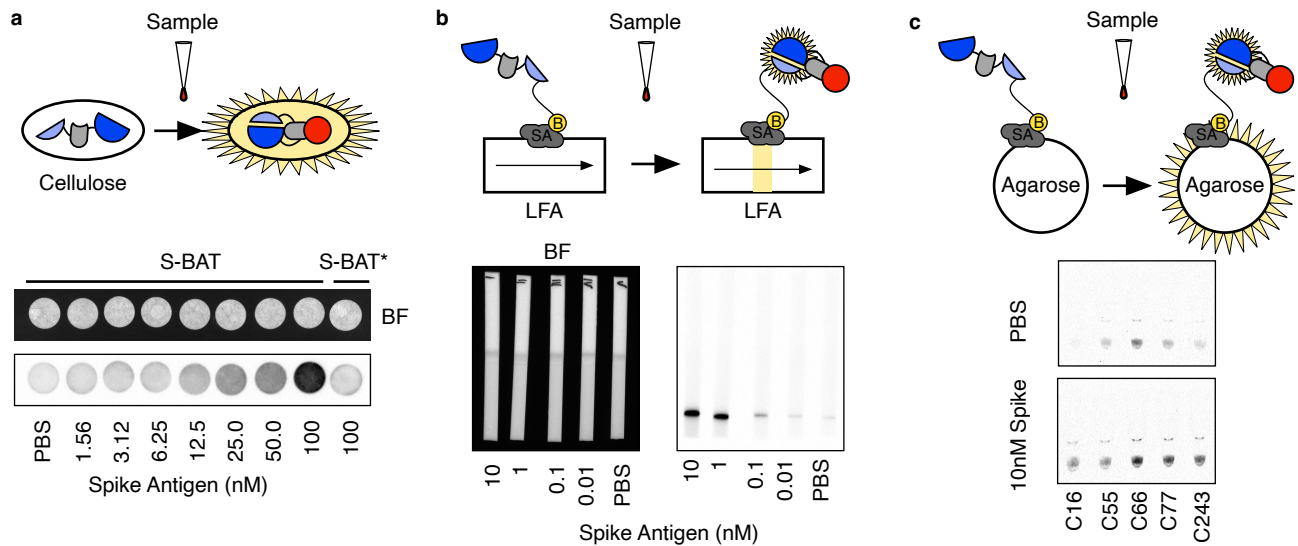 a
Sample
Cellulose
S-BAT
S-BAT*
BF
PBS
1.56
3.12
6.25
12.5
25.0
50.0
100
100
Spike Antigen (nM)
b
Sample
B
SA
B
SA
LFA
LFA
BF
I
II
III
IV
V
10
1
0.1
0.01
PBS
10
1
0.1
0.01
PBS
Spike Antigen (nM)
c
Sample
B
SA
B
SA
Agarose
Agarose
PBS
10nM Spike
C16
C55
C66
C77
C243